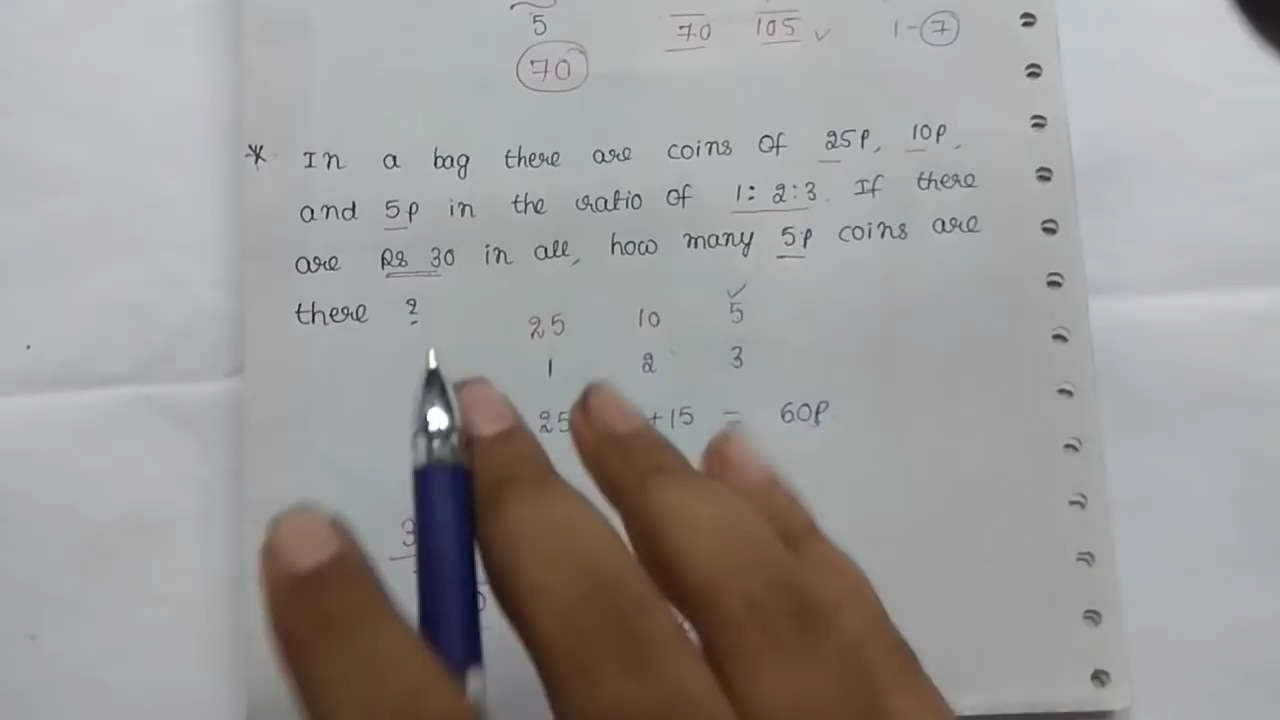 5
70 105 ✓ 1-7
70
* In a bag there are coins of 25P, 10P,
and 5p in the ratio of 1:2:3. If there
are Rs 30 in all, how many 5p coins are
there ?
✓
25 10 5
1 2 3
25 +15 = 60p
3